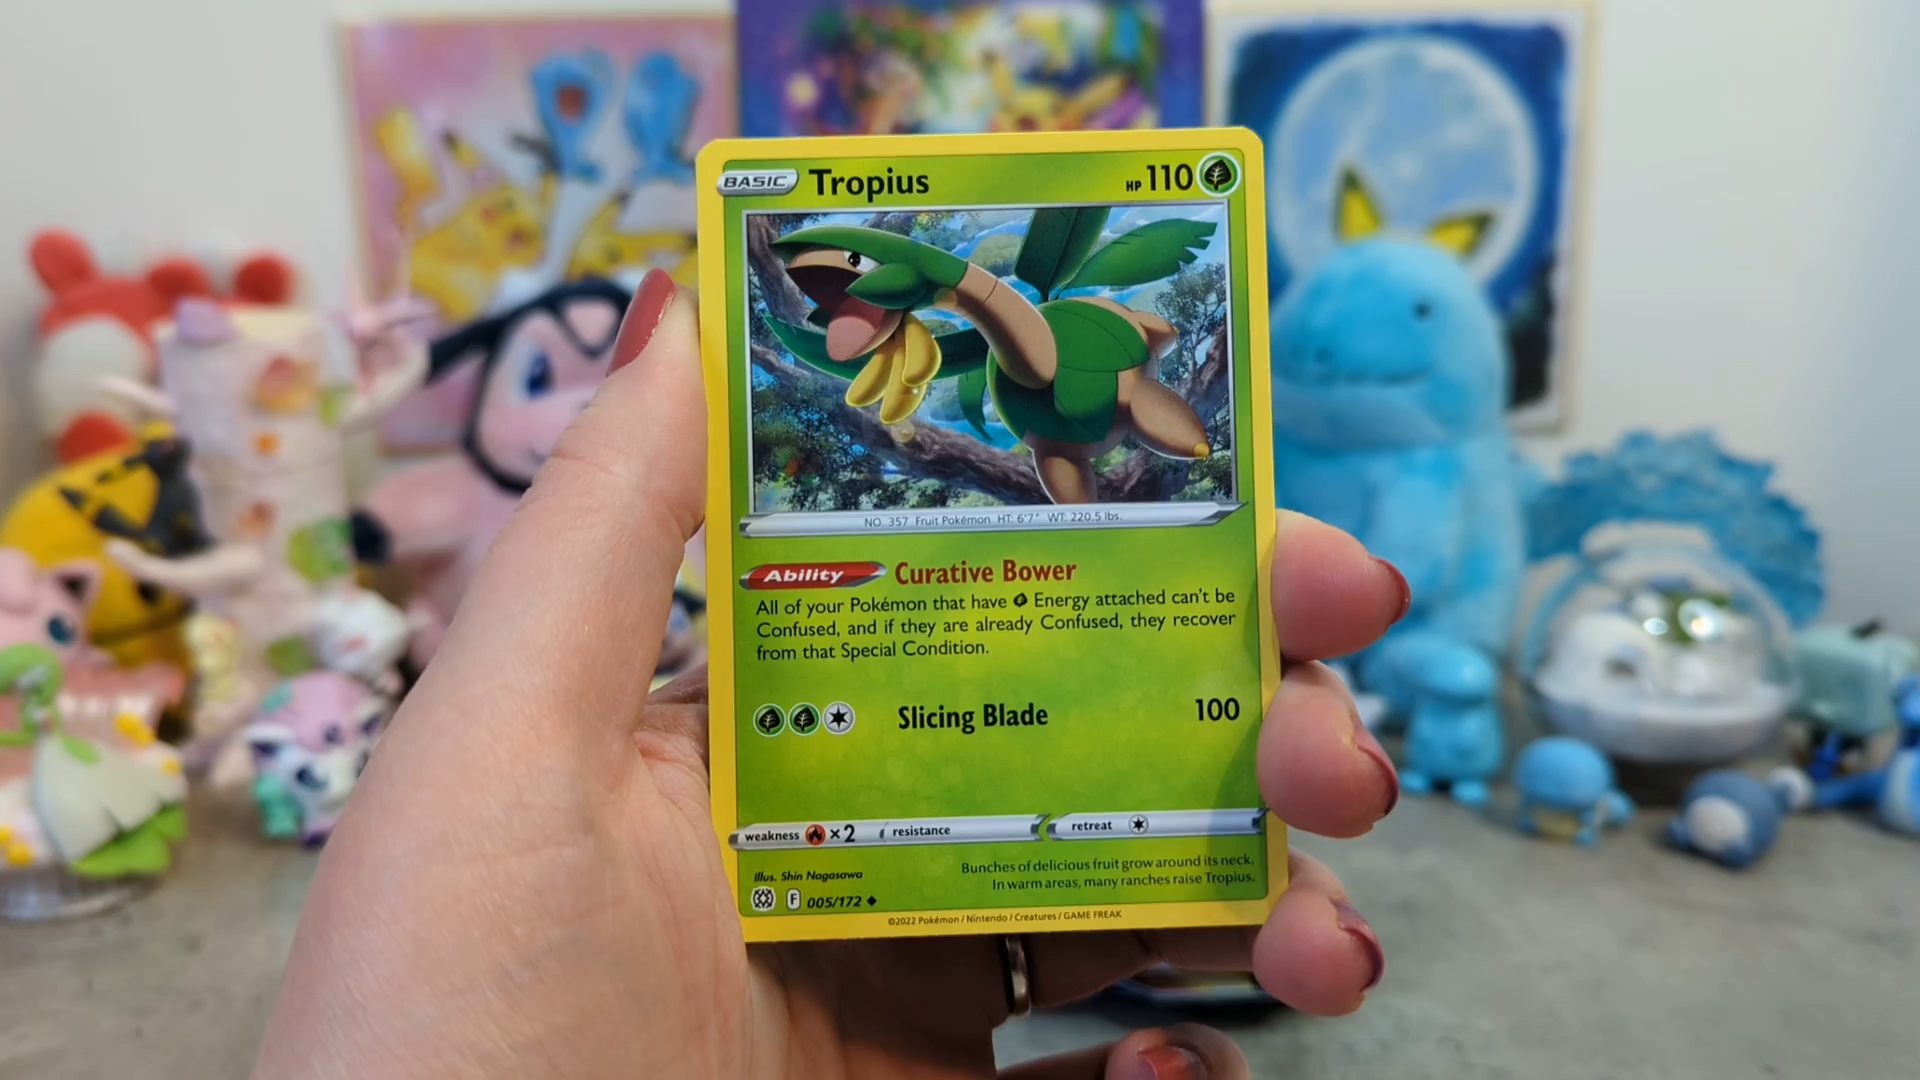 BASIC Tropius HP 110
NO. 357 Fruit Pokémon HT: 6'7" WT: 220.5 lbs.
Ability Curative Bower
All of your Pokémon that have Energy attached can't be
Confused, and if they are already Confused, they recover
from that Special Condition.
Slicing Blade 100
weakness ×2 resistance retreat
Illus. Shin Nagasawa
Bunches of delicious fruit grow around its neck.
In warm areas, many ranches raise Tropius.
F 005/172
©2022 Pokémon / Nintendo / Creatures / GAME FREAK